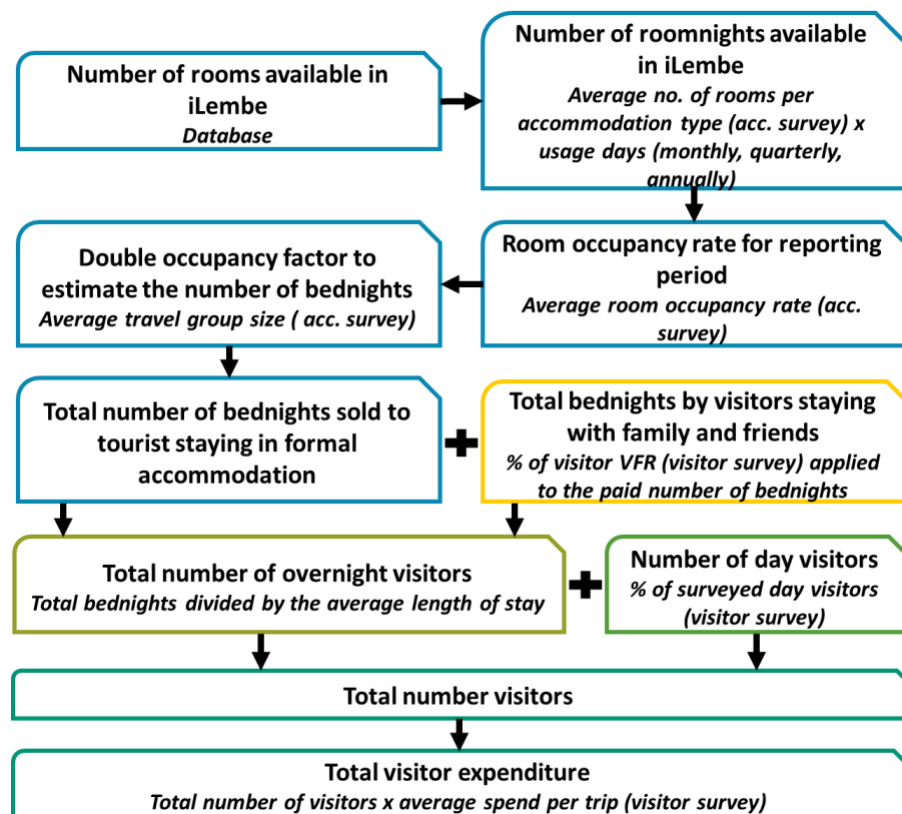 Number of rooms available in
iLembe
Database
Number of roomnights available
in iLembe
Average no. of rooms per
accommodation type (acc. survey) x
usage days (monthly, quarterly,
annually)
Double occupancy factor to
estimate the number of bednights
Average travel group size ( acc. survey)
Room occupancy rate for reporting
period
Average room occupancy rate (acc.
survey)
Total number of bednights sold to
tourist staying in formal
accommodation
Total bednights by visitors staying
with family and friends
% of visitor VFR (visitor survey) applied
to the paid number of bednights
Total number of overnight visitors
Total bednights divided by the average length of stay
Number of day visitors
% of surveyed day visitors
(visitor survey)
Total number visitors
Total visitor expenditure
Total number of visitors x average spend per trip (visitor survey)